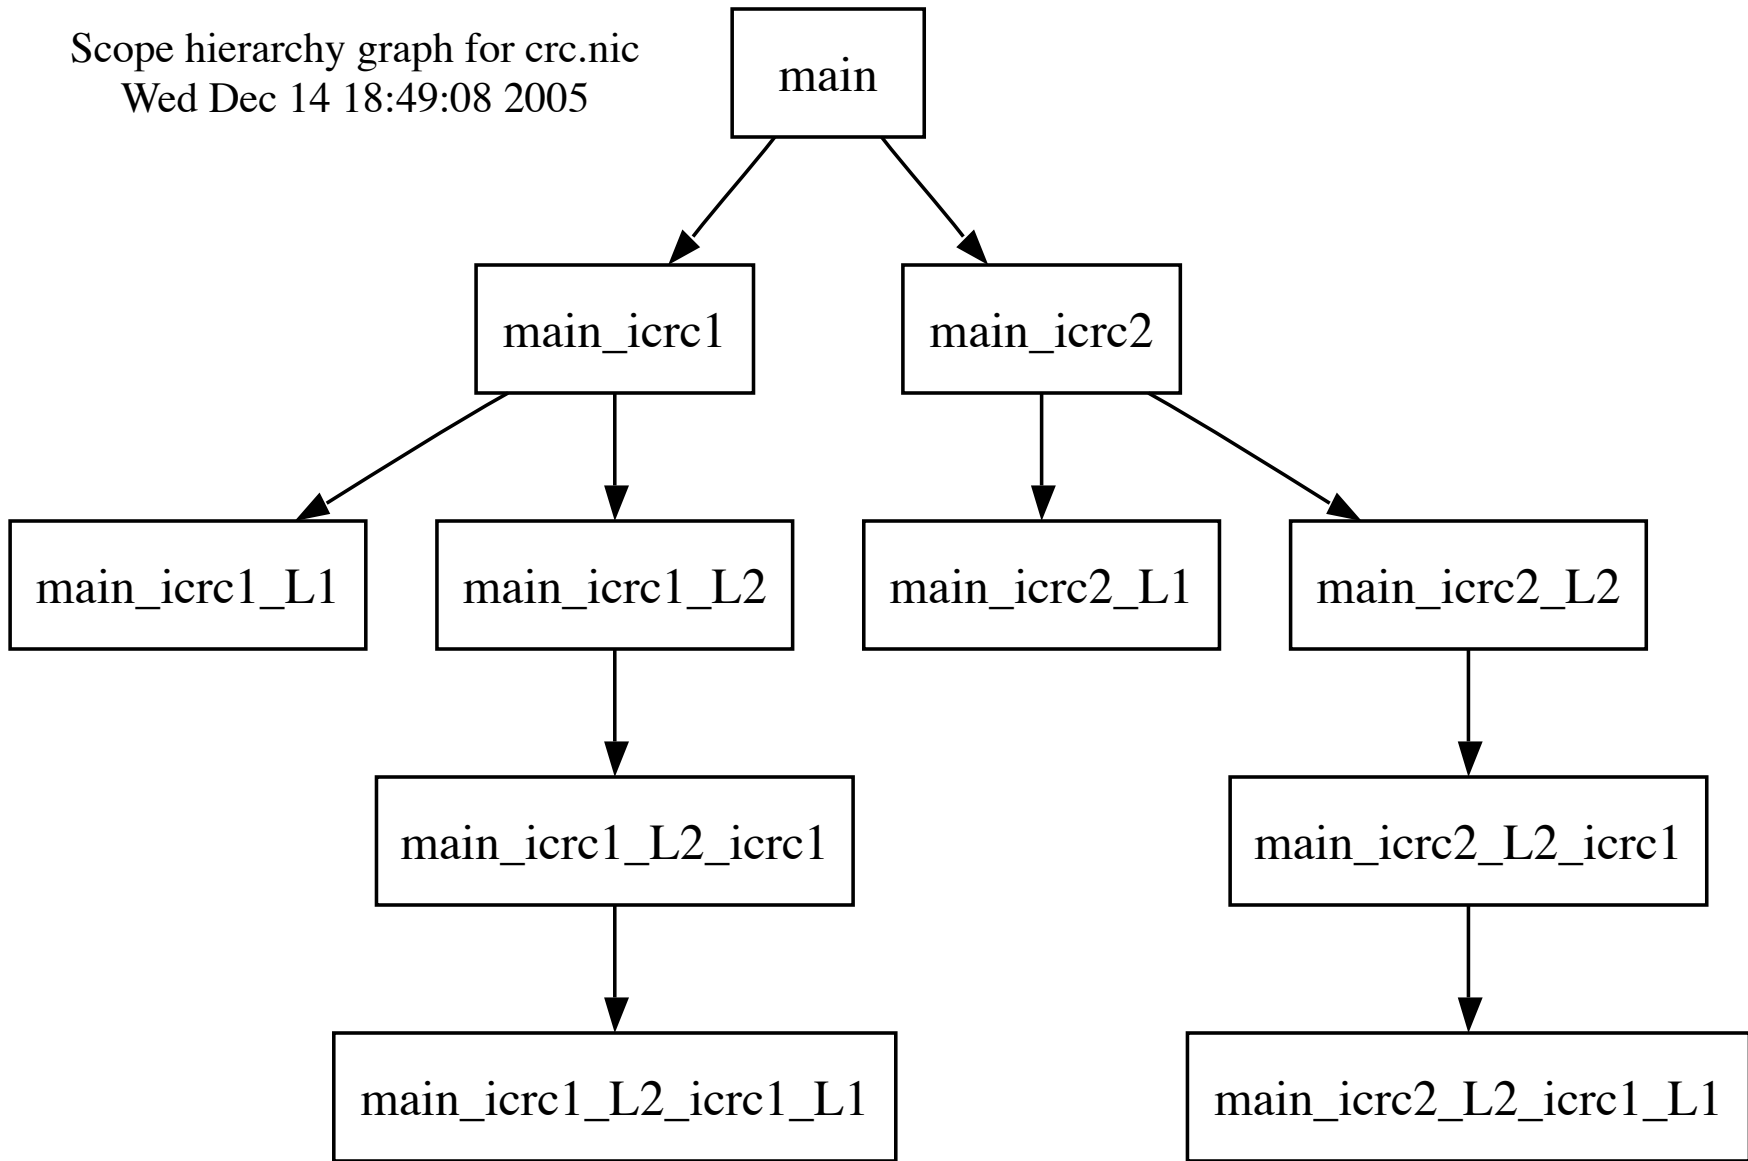 Scope hierarchy graph for crc.nic
Wed Dec 14 18:49:08 2005
main
main_icrc1
main_icrc2
main_icrc1_L1
main_icrc1_L2
main_icrc2_L1
main_icrc2_L2
main_icrc1_L2_icrc1
main_icrc2_L2_icrc1
main_icrc1_L2_icrc1_L1
main_icrc2_L2_icrc1_L1